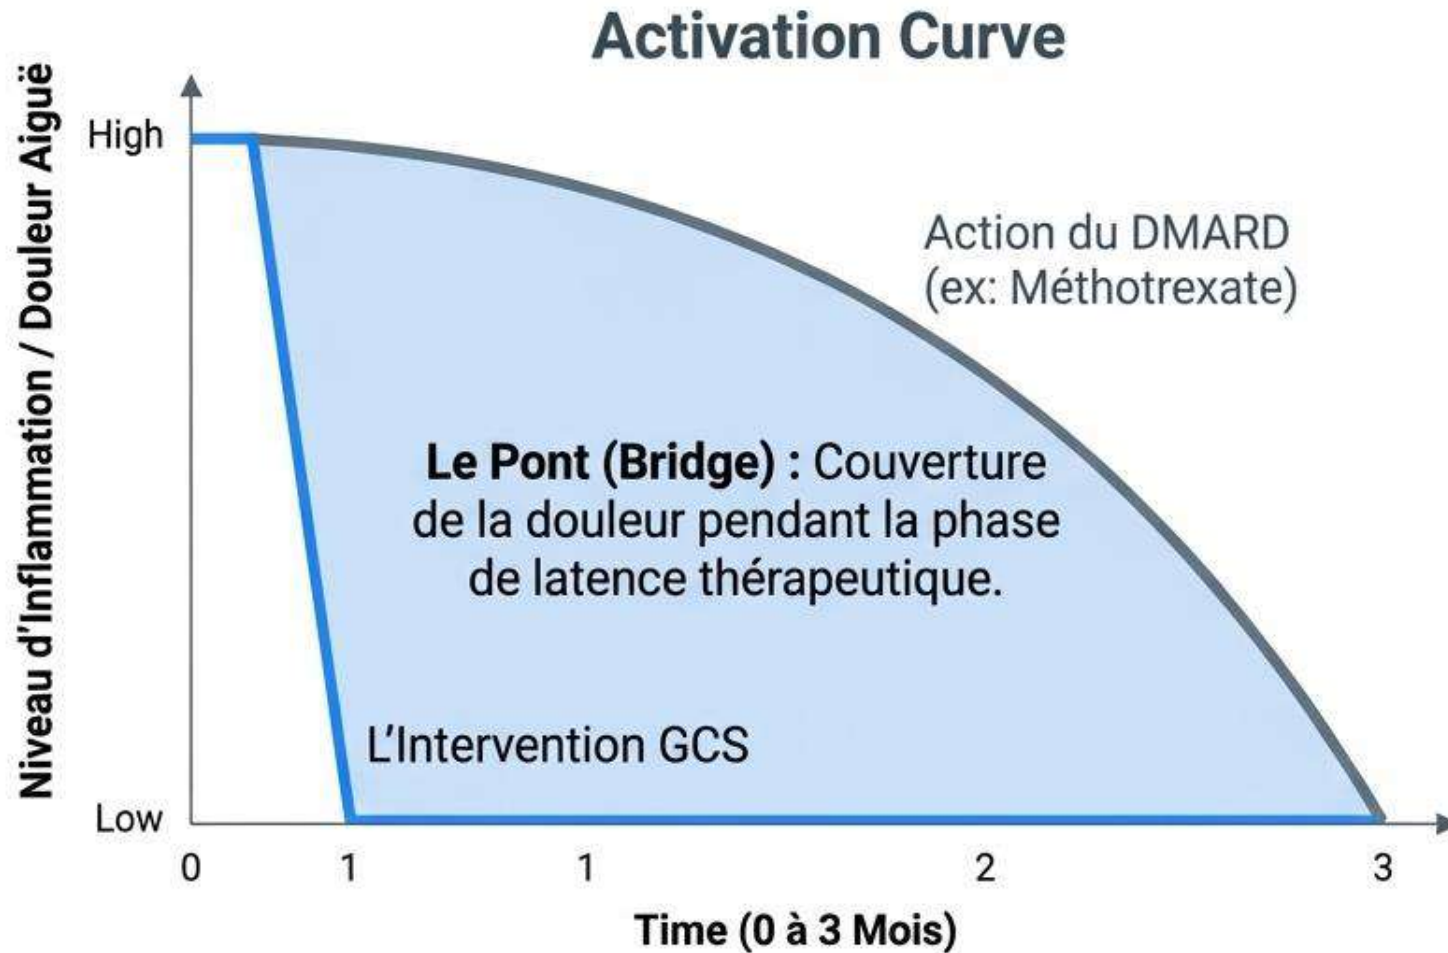 Activation Curve
Niveau d'Inflammation / Douleur Aiguë
High
Action du DMARD
(ex: Méthotrexate)
Le Pont (Bridge) : Couverture
de la douleur pendant la phase
de latence thérapeutique.
L'Intervention GCS
Low
0 1 1 2 3
Time (0 à 3 Mois)